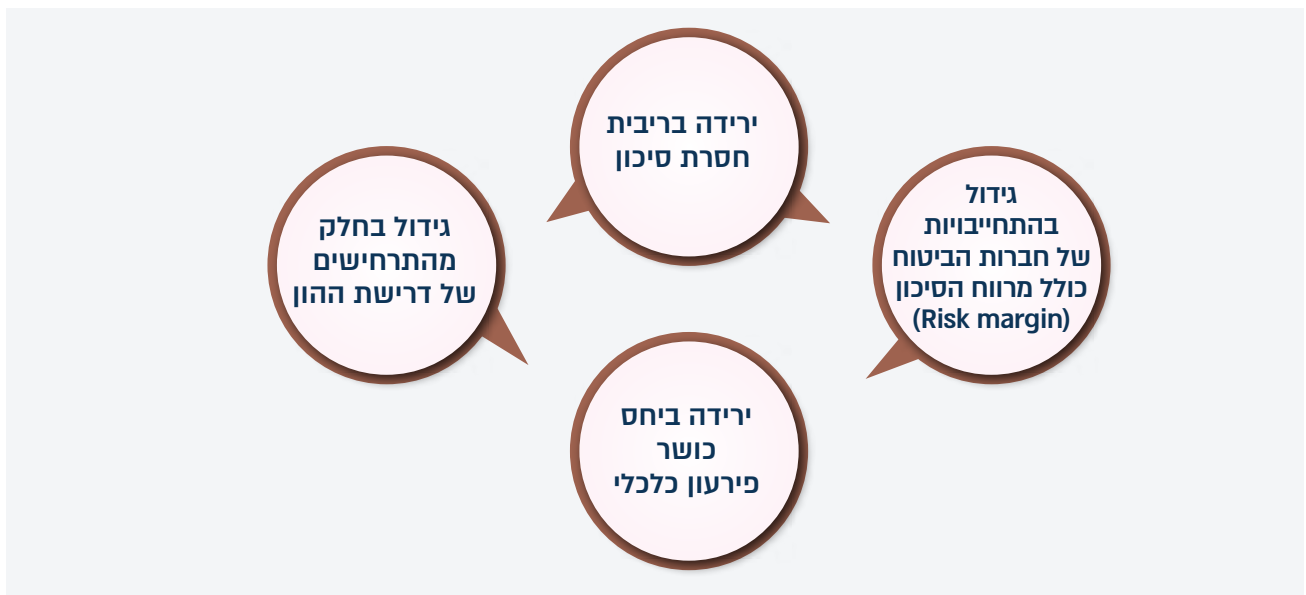 ירידה בריבית
חסרת סיכון
גידול
בהתחייבויות
של חברות הביטוח
כולל מרווח הסיכון
(Risk margin)
גידול בחלק
מהתרחישים
של דרישת ההון
ירידה ביחס
כושר
פירעון כלכלי